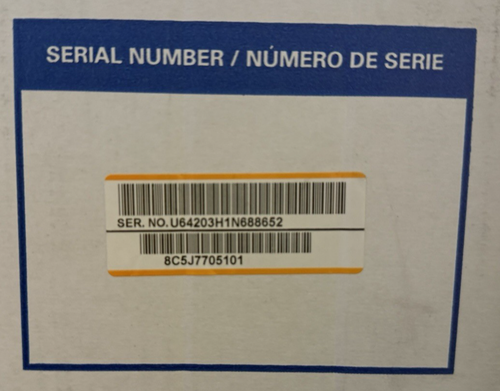 SERIAL NUMBER / NÚMERO DE SERIE
SER. NO. U64203H1N688652
8C5J7705101